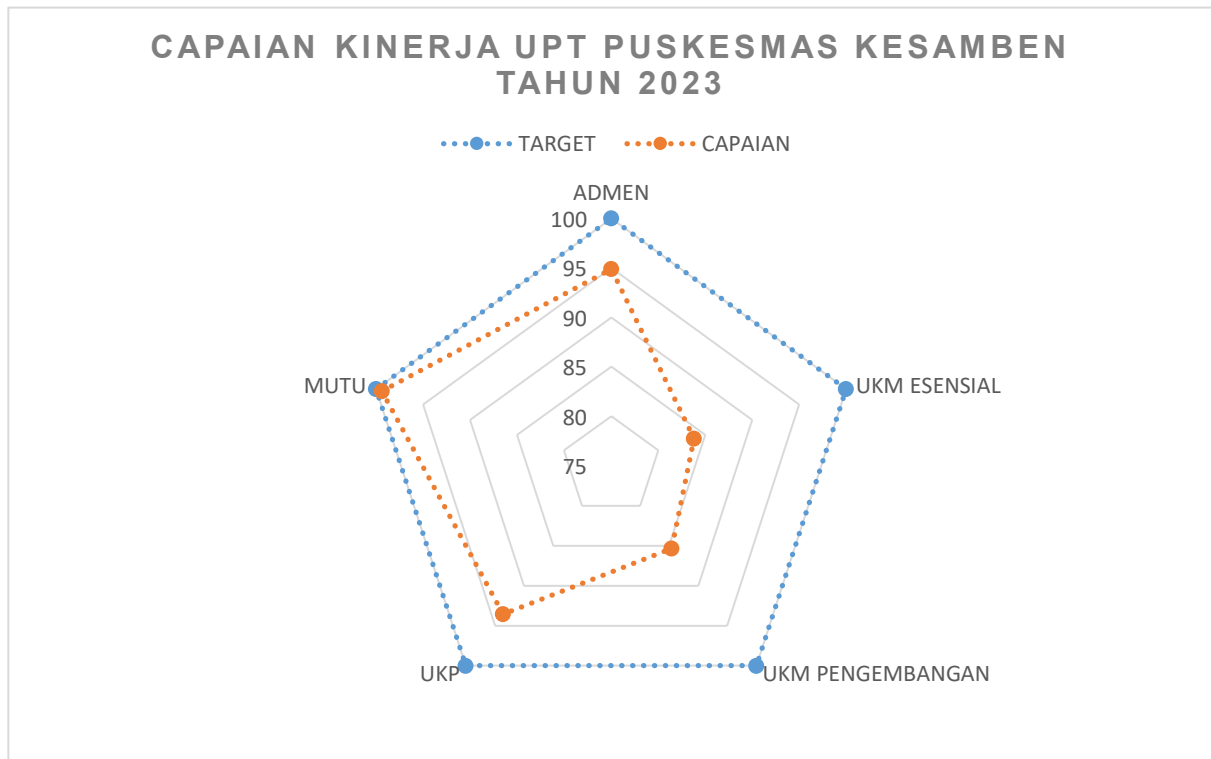 CAPAIAN KINERJA UPT PUSKESMAS KESAMBEN
TAHUN 2023
TARGET CAPAIAN
ADMEN
100
95
90
85
80
75
MUTU
UKM ESENSIAL
UKP
UKM PENGEMBANGAN